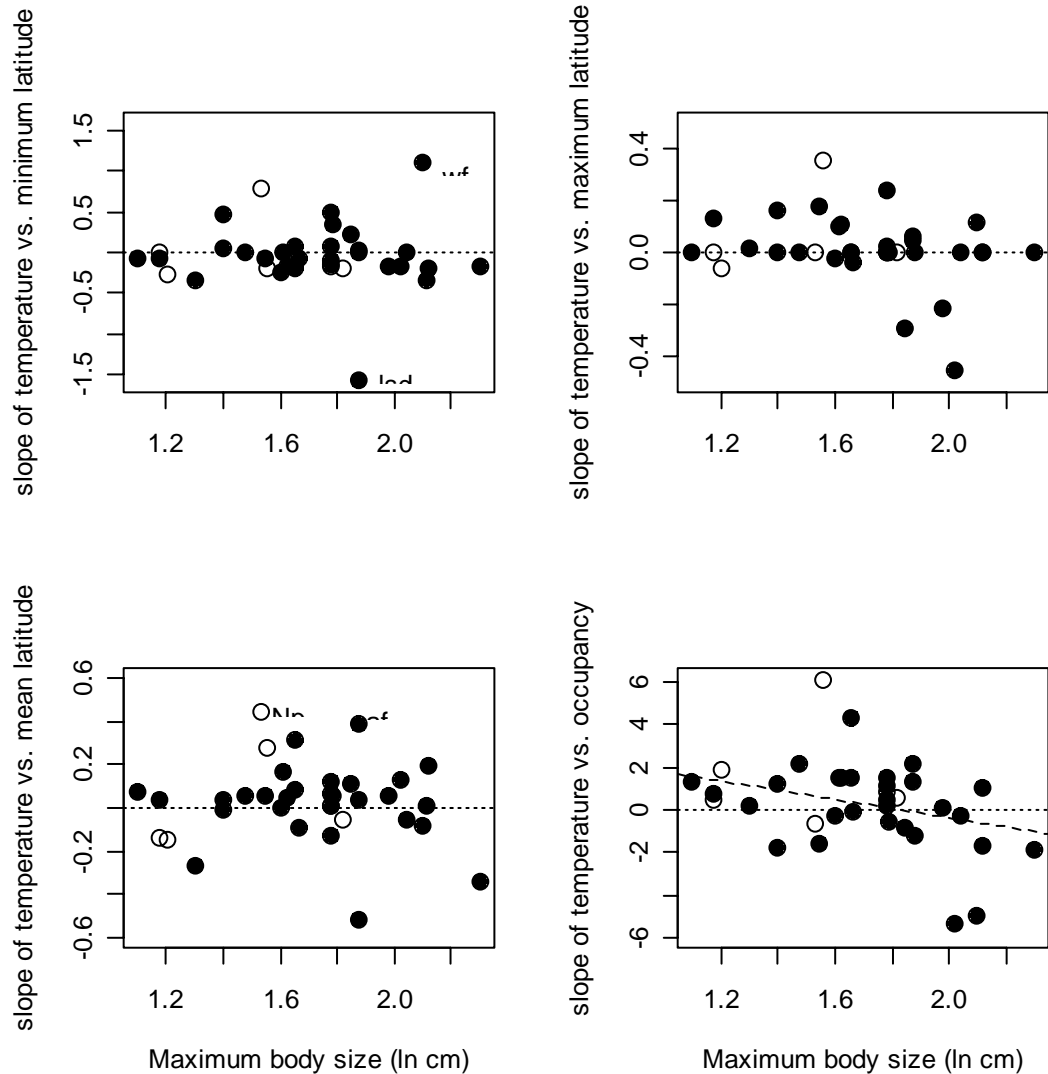 slope of temperature vs. minimum latitude
1.5
0.5
-0.5
-1.5
1.2 1.6 2.0
slope of temperature vs. maximum latitude
0.4
0.0
-0.4
1.2 1.6 2.0
slope of temperature vs. mean latitude
0.6
0.2
-0.2
-0.6
1.2 1.6 2.0
Maximum body size (ln cm)
slope of temperature vs. occupancy
6
4
2
0
-2
-6
1.2 1.6 2.0
Maximum body size (ln cm)